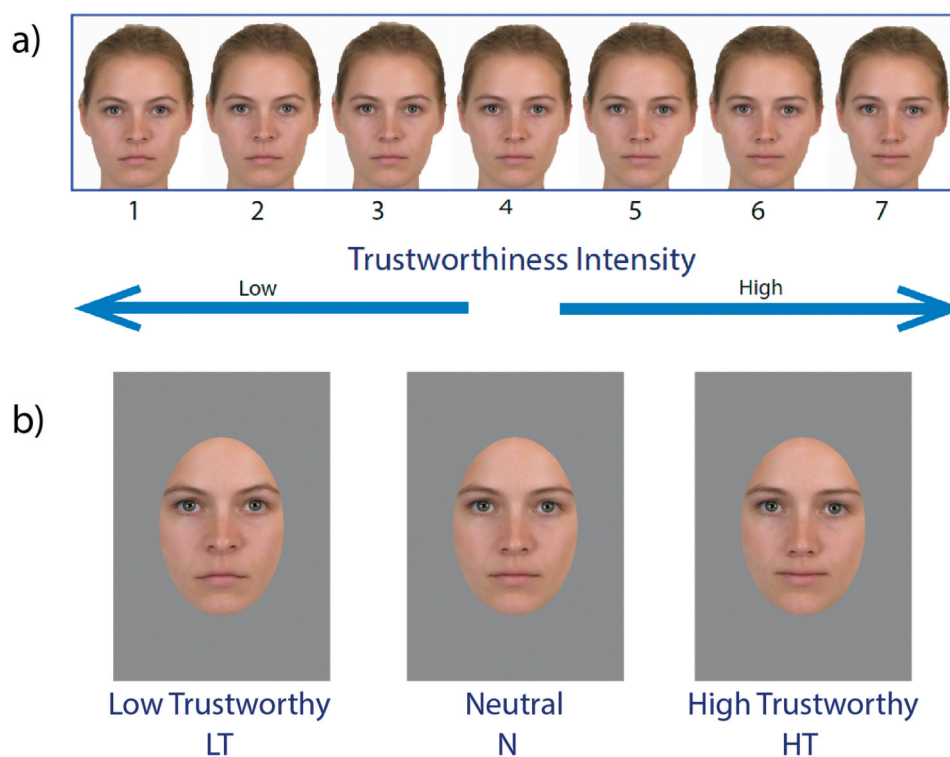 a)
1 2 3 4 5 6 7
Trustworthiness Intensity
Low High
b)
Low Trustworthy Neutral High Trustworthy
LT N HT